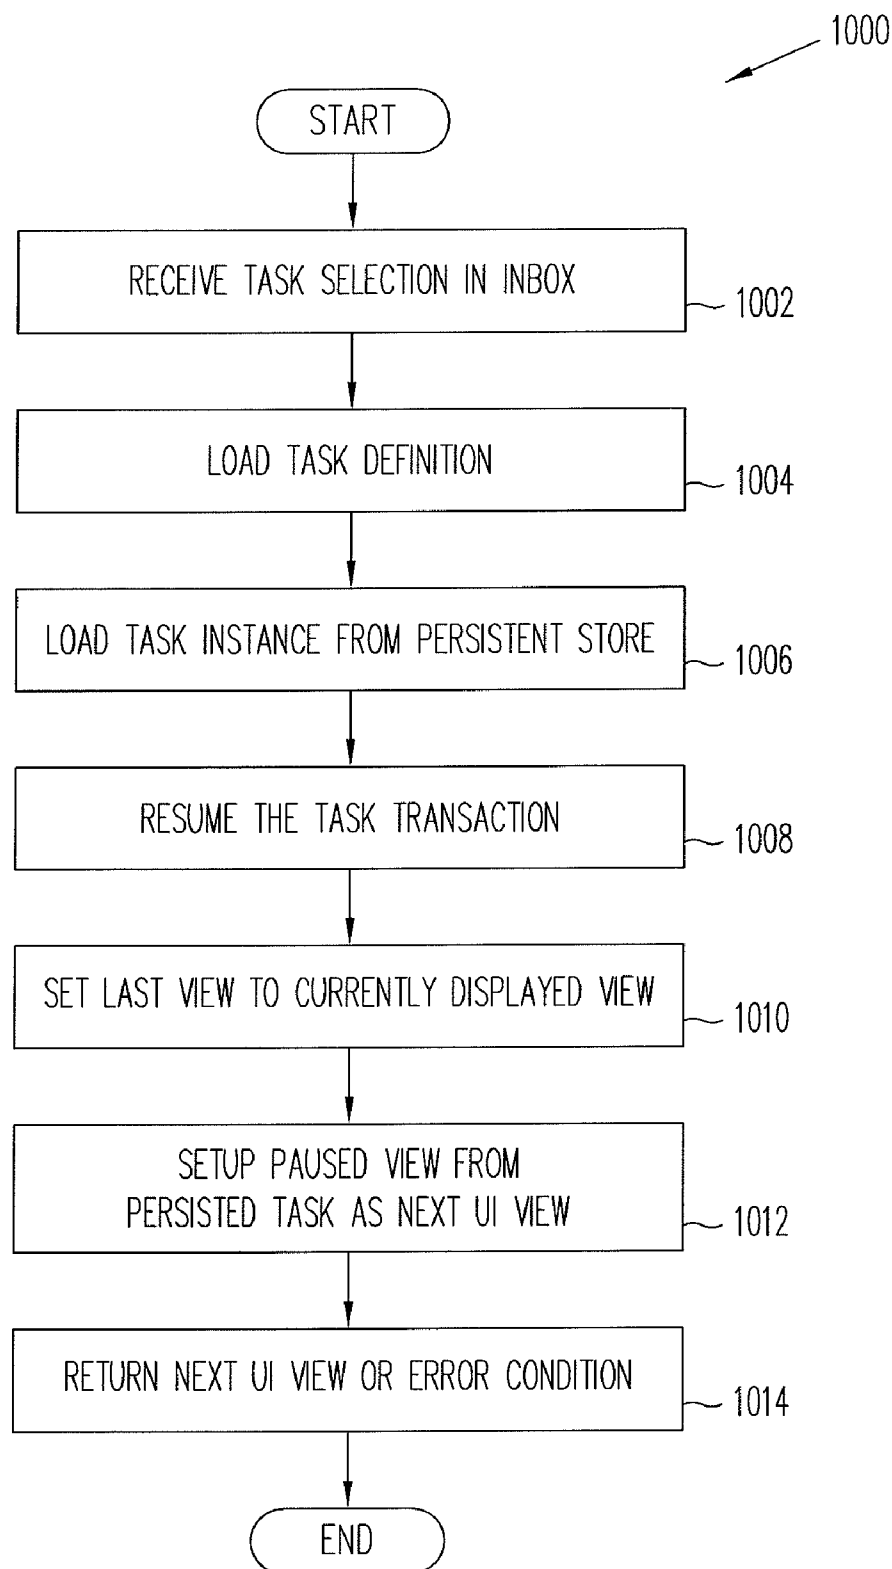 1000
START
RECEIVE TASK SELECTION IN INBOX
1002
LOAD TASK DEFINITION
1004
LOAD TASK INSTANCE FROM PERSISTENT STORE
1006
RESUME THE TASK TRANSACTION
1008
SET LAST VIEW TO CURRENTLY DISPLAYED VIEW
1010
SETUP PAUSED VIEW FROM
PERSISTED TASK AS NEXT UI VIEW
1012
RETURN NEXT UI VIEW OR ERROR CONDITION
1014
END